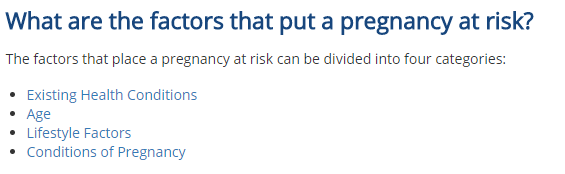 What are the factors that put a pregnancy at risk?
The factors that place a pregnancy at risk can be divided into four categories:
Existing Health Conditions
Age
Lifestyle Factors
Conditions of Pregnancy